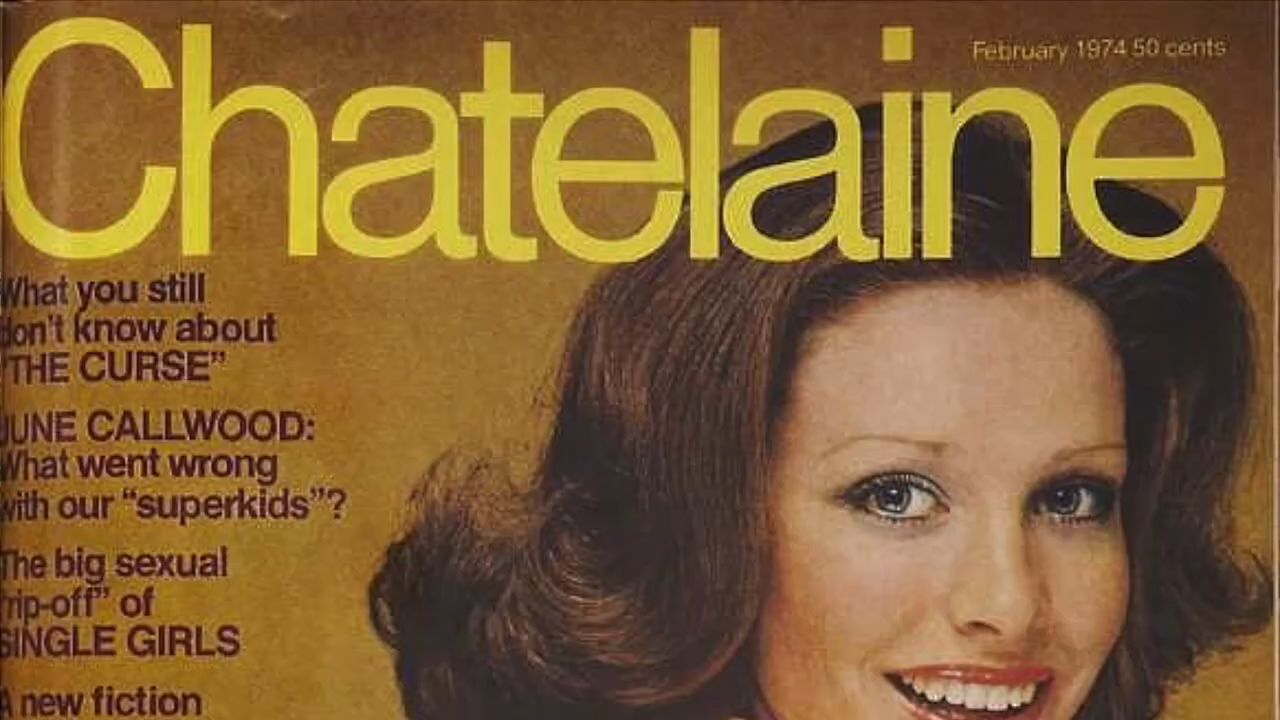 Chatelaine
February 1974 50 cents
What you still
don't know about
"THE CURSE"
JUNE CALLWOOD:
What went wrong
with our “superkids”?
The big sexual
“rip-off” of
SINGLE GIRLS
A new fiction